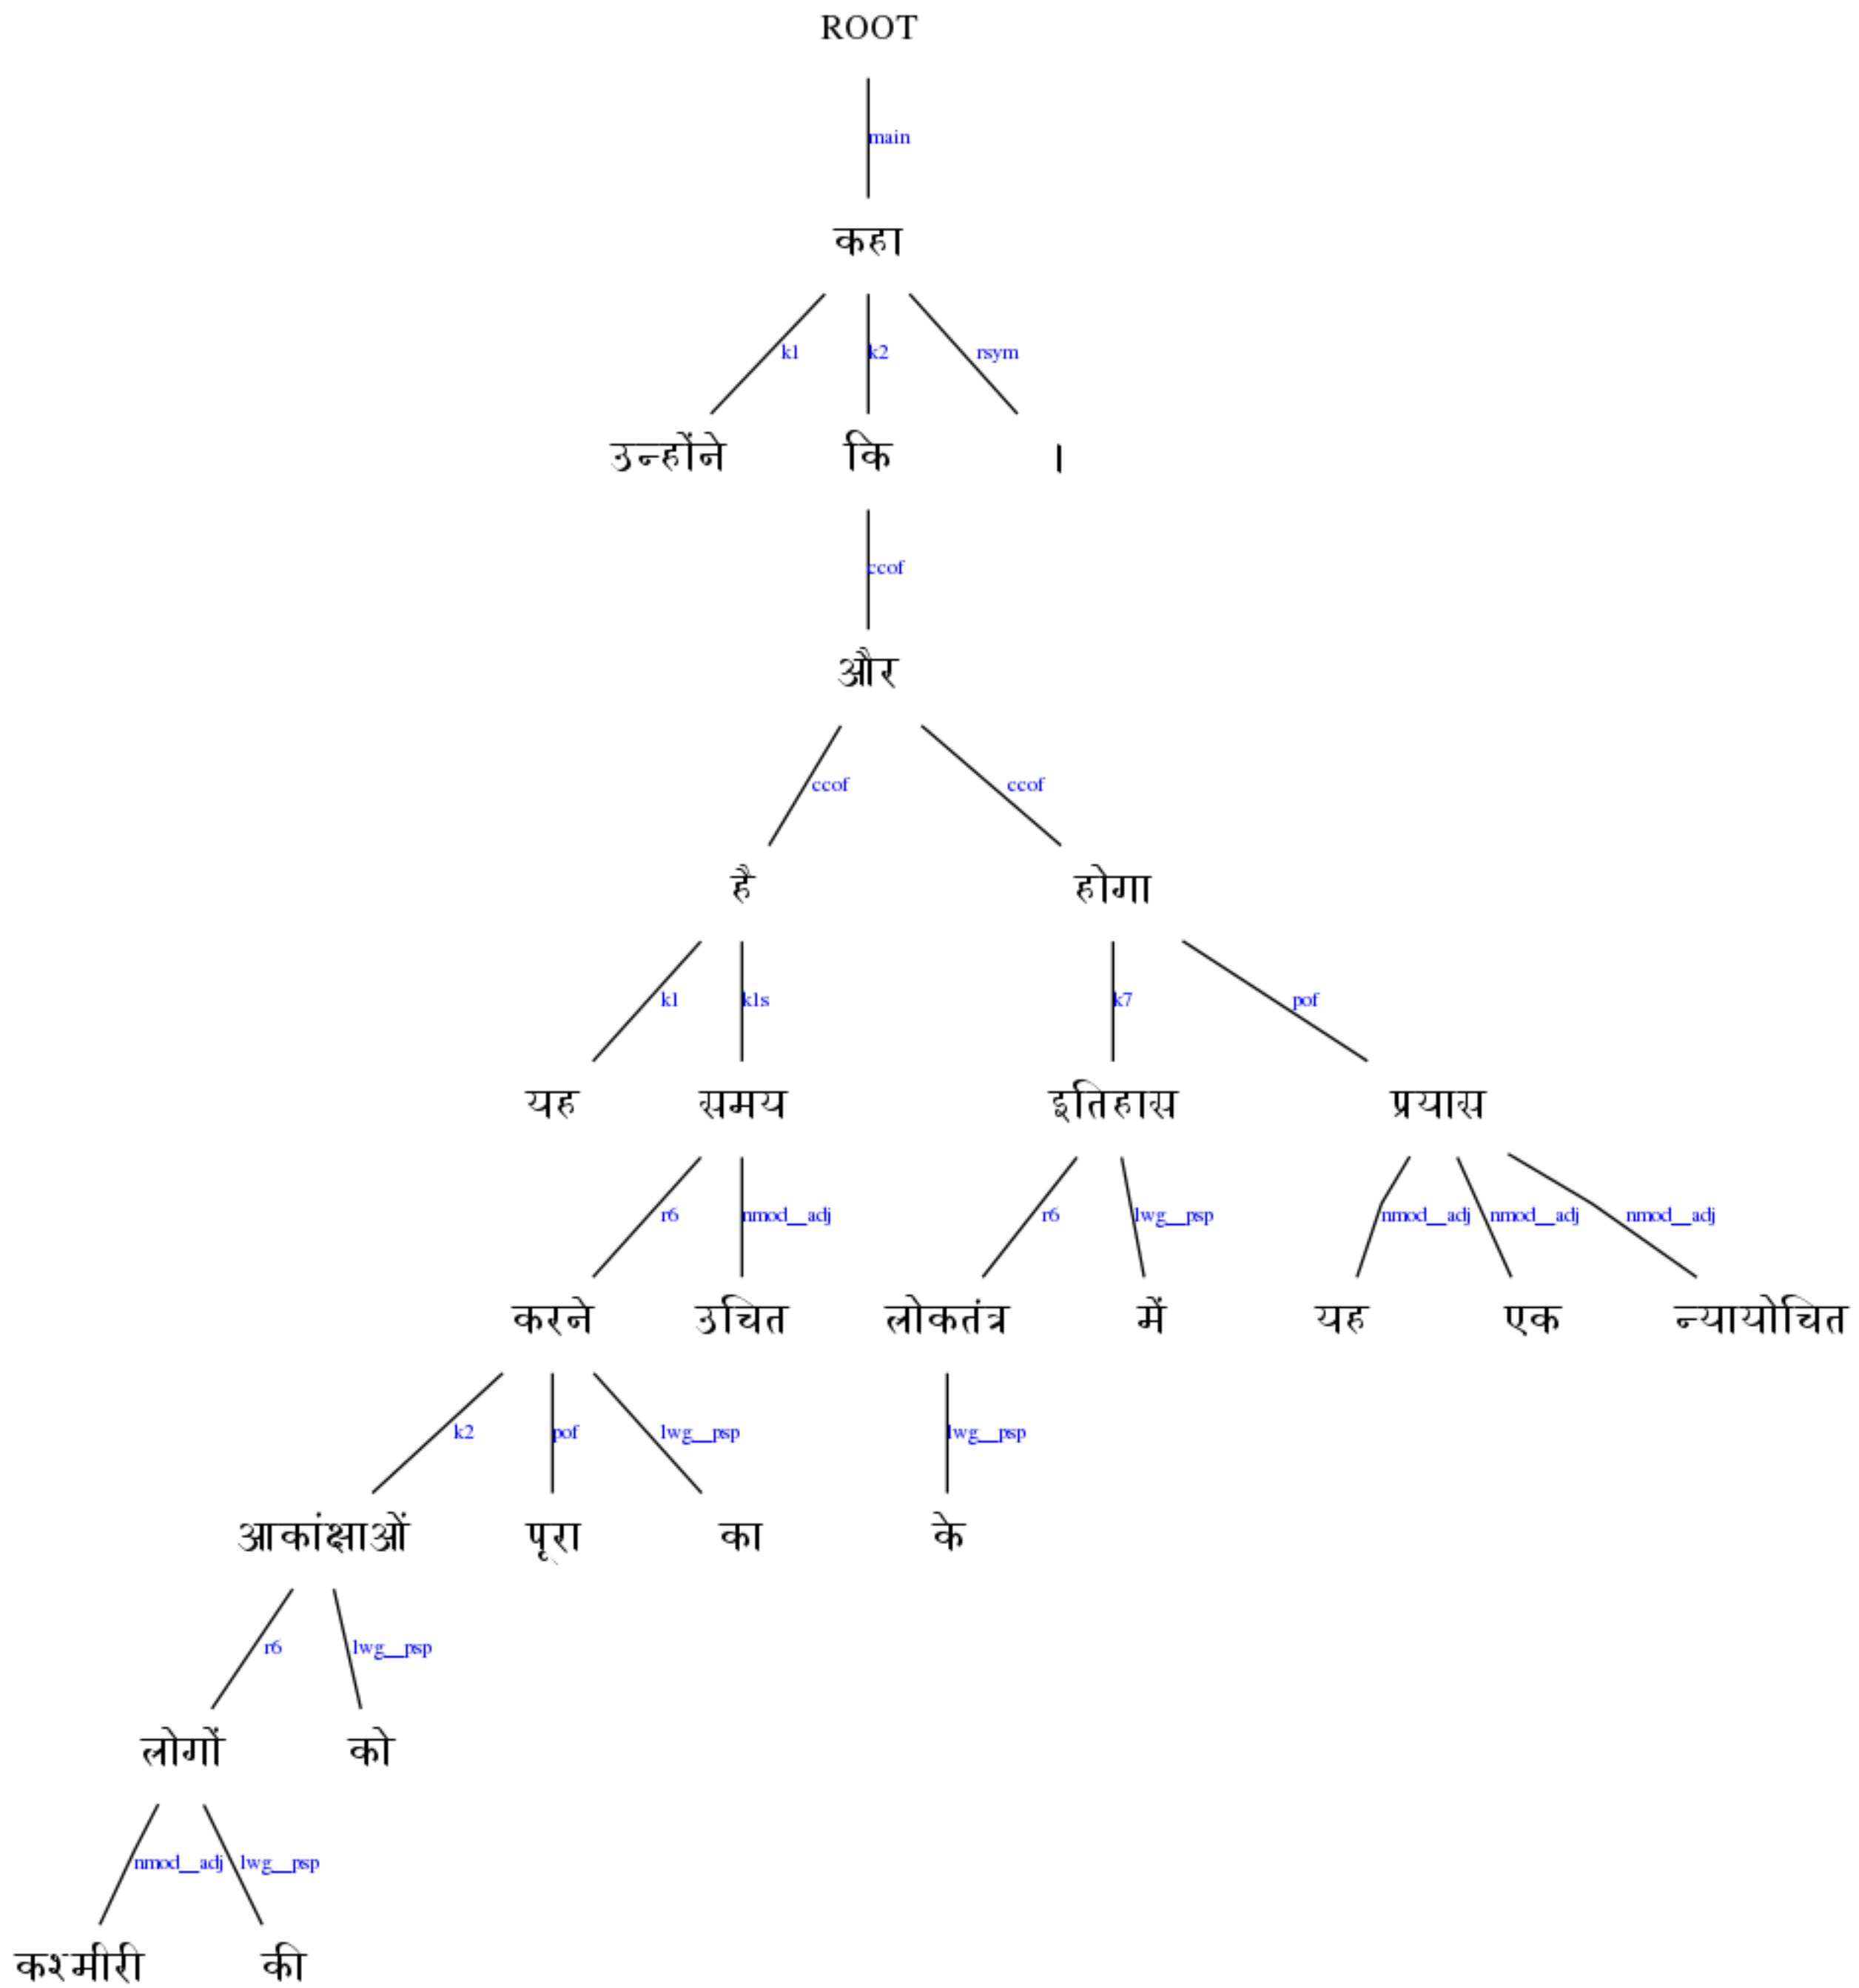 ROOT
main
कहा
k1 k2 rsym
उन्होंने कि ।
ccof
और
ccof ccof
है होगा
k1 k1s k7 pof
यह समय इतिहास प्रयास
r6 nmod__adj r6 lwg__psp nmod__adj nmod__adj nmod__adj
करने उचित लोकतंत्र में यह एक न्यायोचित
k2 pof lwg__psp lwg__psp
आकांक्षाओं पूरा का के
r6 lwg__psp
लोगों को
nmod__adj lwg__psp
कश्मीरी की